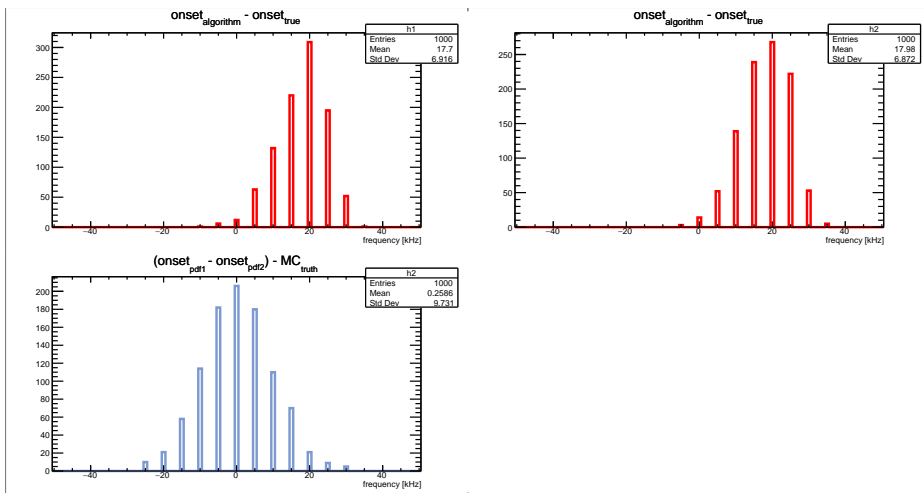 onset_algorithm - onset_true
h1
Entries 1000
Mean 17.7
Std Dev 6.916
300
250
200
150
100
50
0
−40 −20 0 20 40
frequency [kHz]
onset_algorithm - onset_true
h2
Entries 1000
Mean 17.98
Std Dev 6.872
250
200
150
100
50
0
−40 −20 0 20 40
frequency [kHz]
(onset_pdf1 - onset_pdf2) - MC_truth
h2
Entries 1000
Mean 0.2586
Std Dev 9.731
200
180
160
140
120
100
80
60
40
20
0
−40 −20 0 20 40
frequency [kHz]